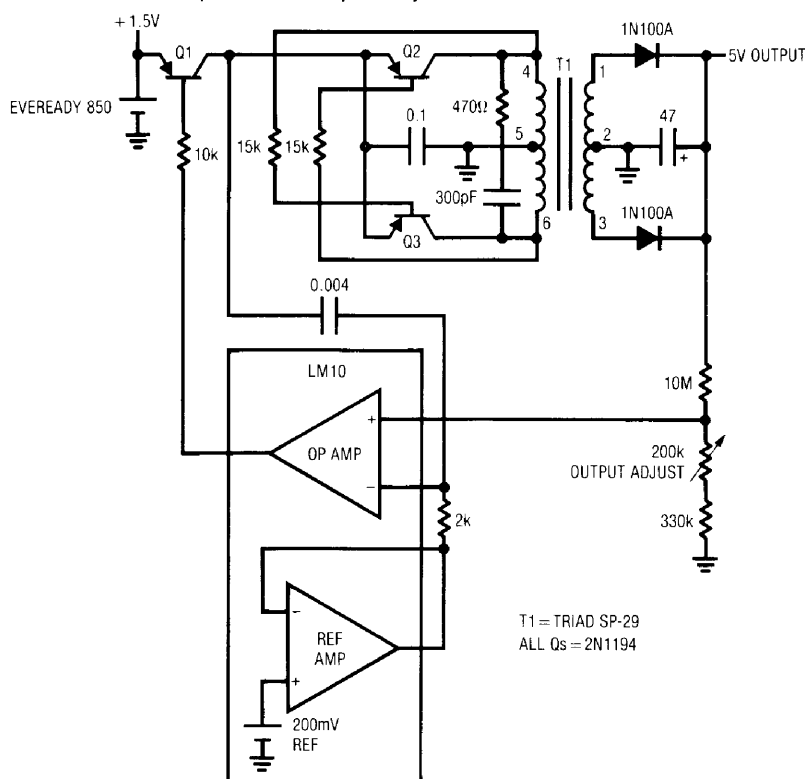 +1.5V
Q1
Q2
T1
1N100A
5V OUTPUT
EVEREADY 850
10k
15k
15k
0.1
470Ω
300pF
4
5
6
1
2
3
47
+
1N100A
Q3
0.004
LM10
OP AMP
+
−
2k
REF
AMP
−
+
200mV
REF
10M
200k
OUTPUT ADJUST
330k
T1=TRIAD SP-29
ALL Qs=2N1194